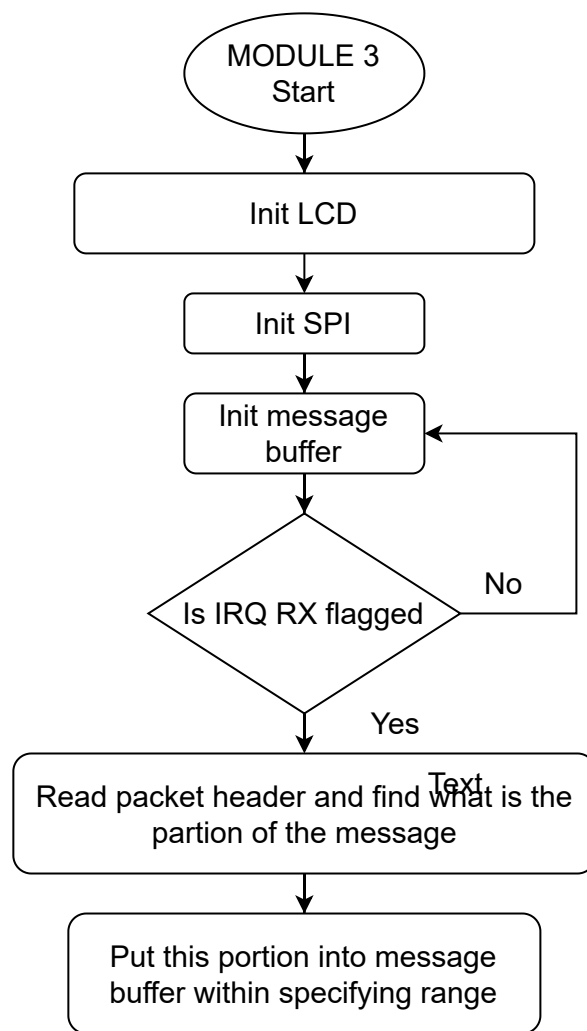 MODULE 3
Start
Init LCD
Init SPI
Init message
buffer
Is IRQ RX flagged
No
Yes
Text
Read packet header and find what is the
partion of the message
Put this portion into message
buffer within specifying range